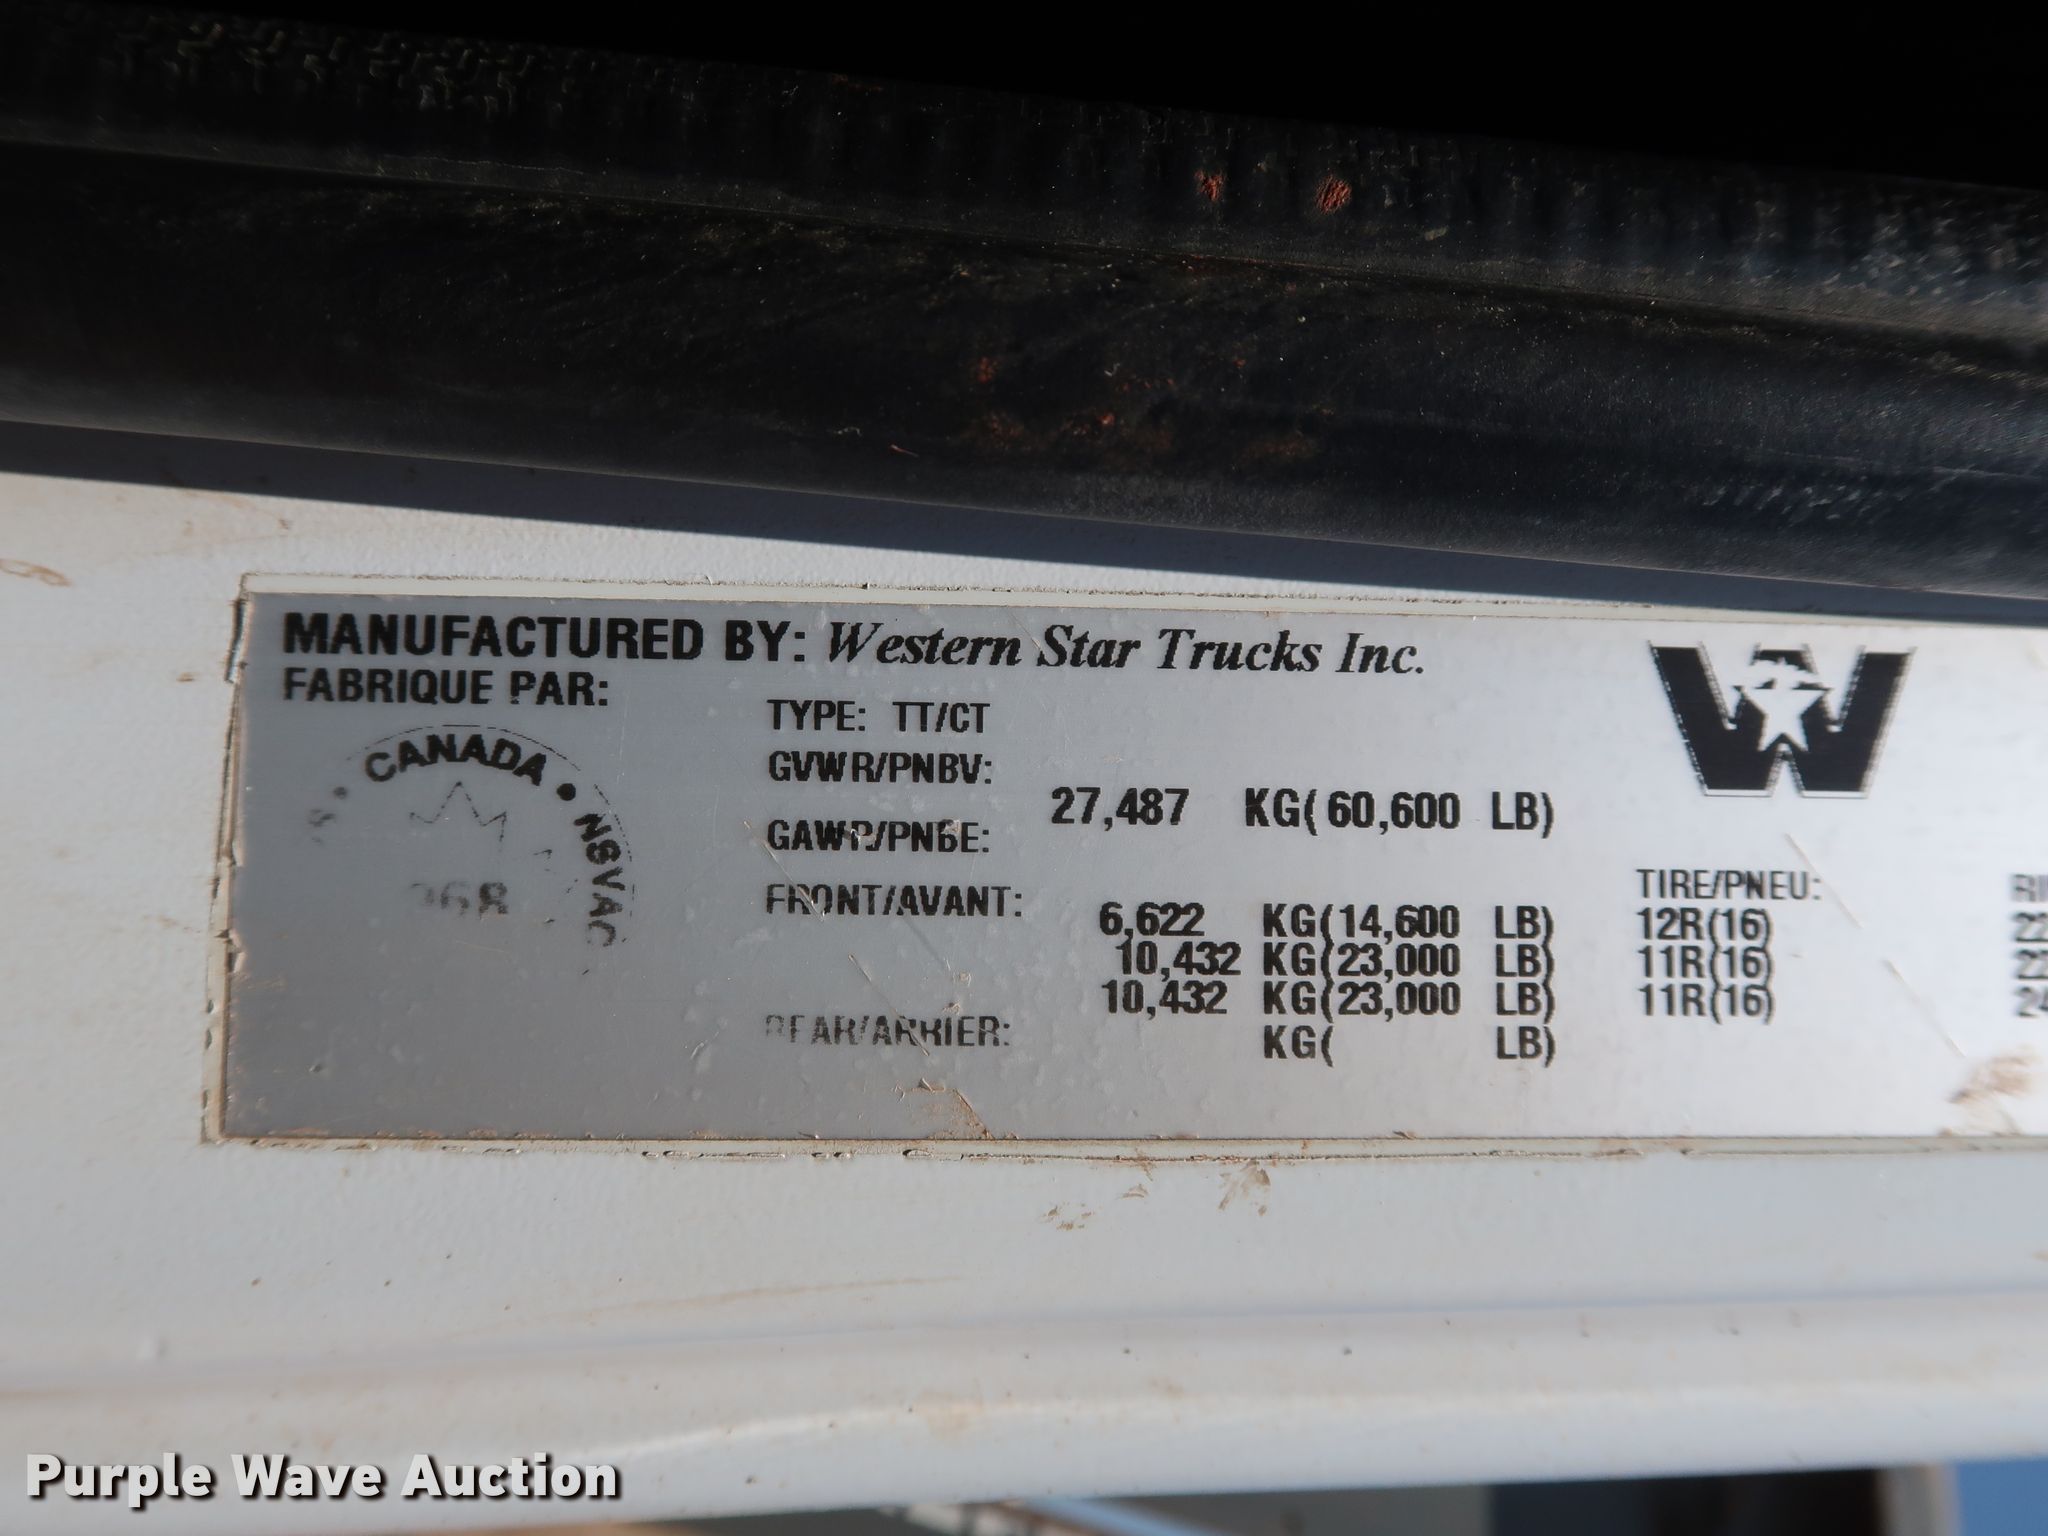 MANUFACTURED BY: Western Star Trucks Inc.
FABRIQUE PAR:
CANADA • NSVAC
TYPE: TT/CT
GVWR/PNBV:
27,487 KG( 60,600 LB)
GAWR/PNBE:
TIRE/PNEU:
FRONT/AVANT:
6,622 KG(14,600 LB) 12R(16)
10,432 KG(23,000 LB) 11R(16)
10,432 KG(23,000 LB) 11R(16)
REAR/ARRIER:
KG( LB)
Purple Wave Auction